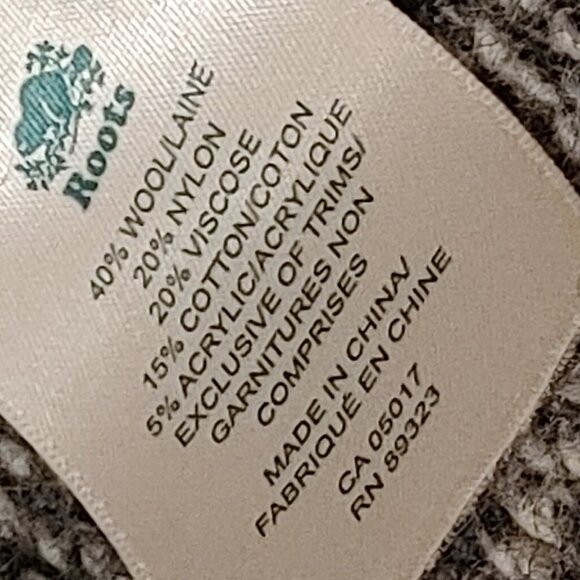 Roots
40% WOOL/LAINE
20% NYLON
20% VISCOSE
15% COTTON/COTON
5% ACRYLIC/ACRYLIQUE
EXCLUSIVE OF TRIMS/
GARNITURES NON
COMPRISES
MADE IN CHINA/
FABRIQUÉ EN CHINE
CA 05017
RN 89323